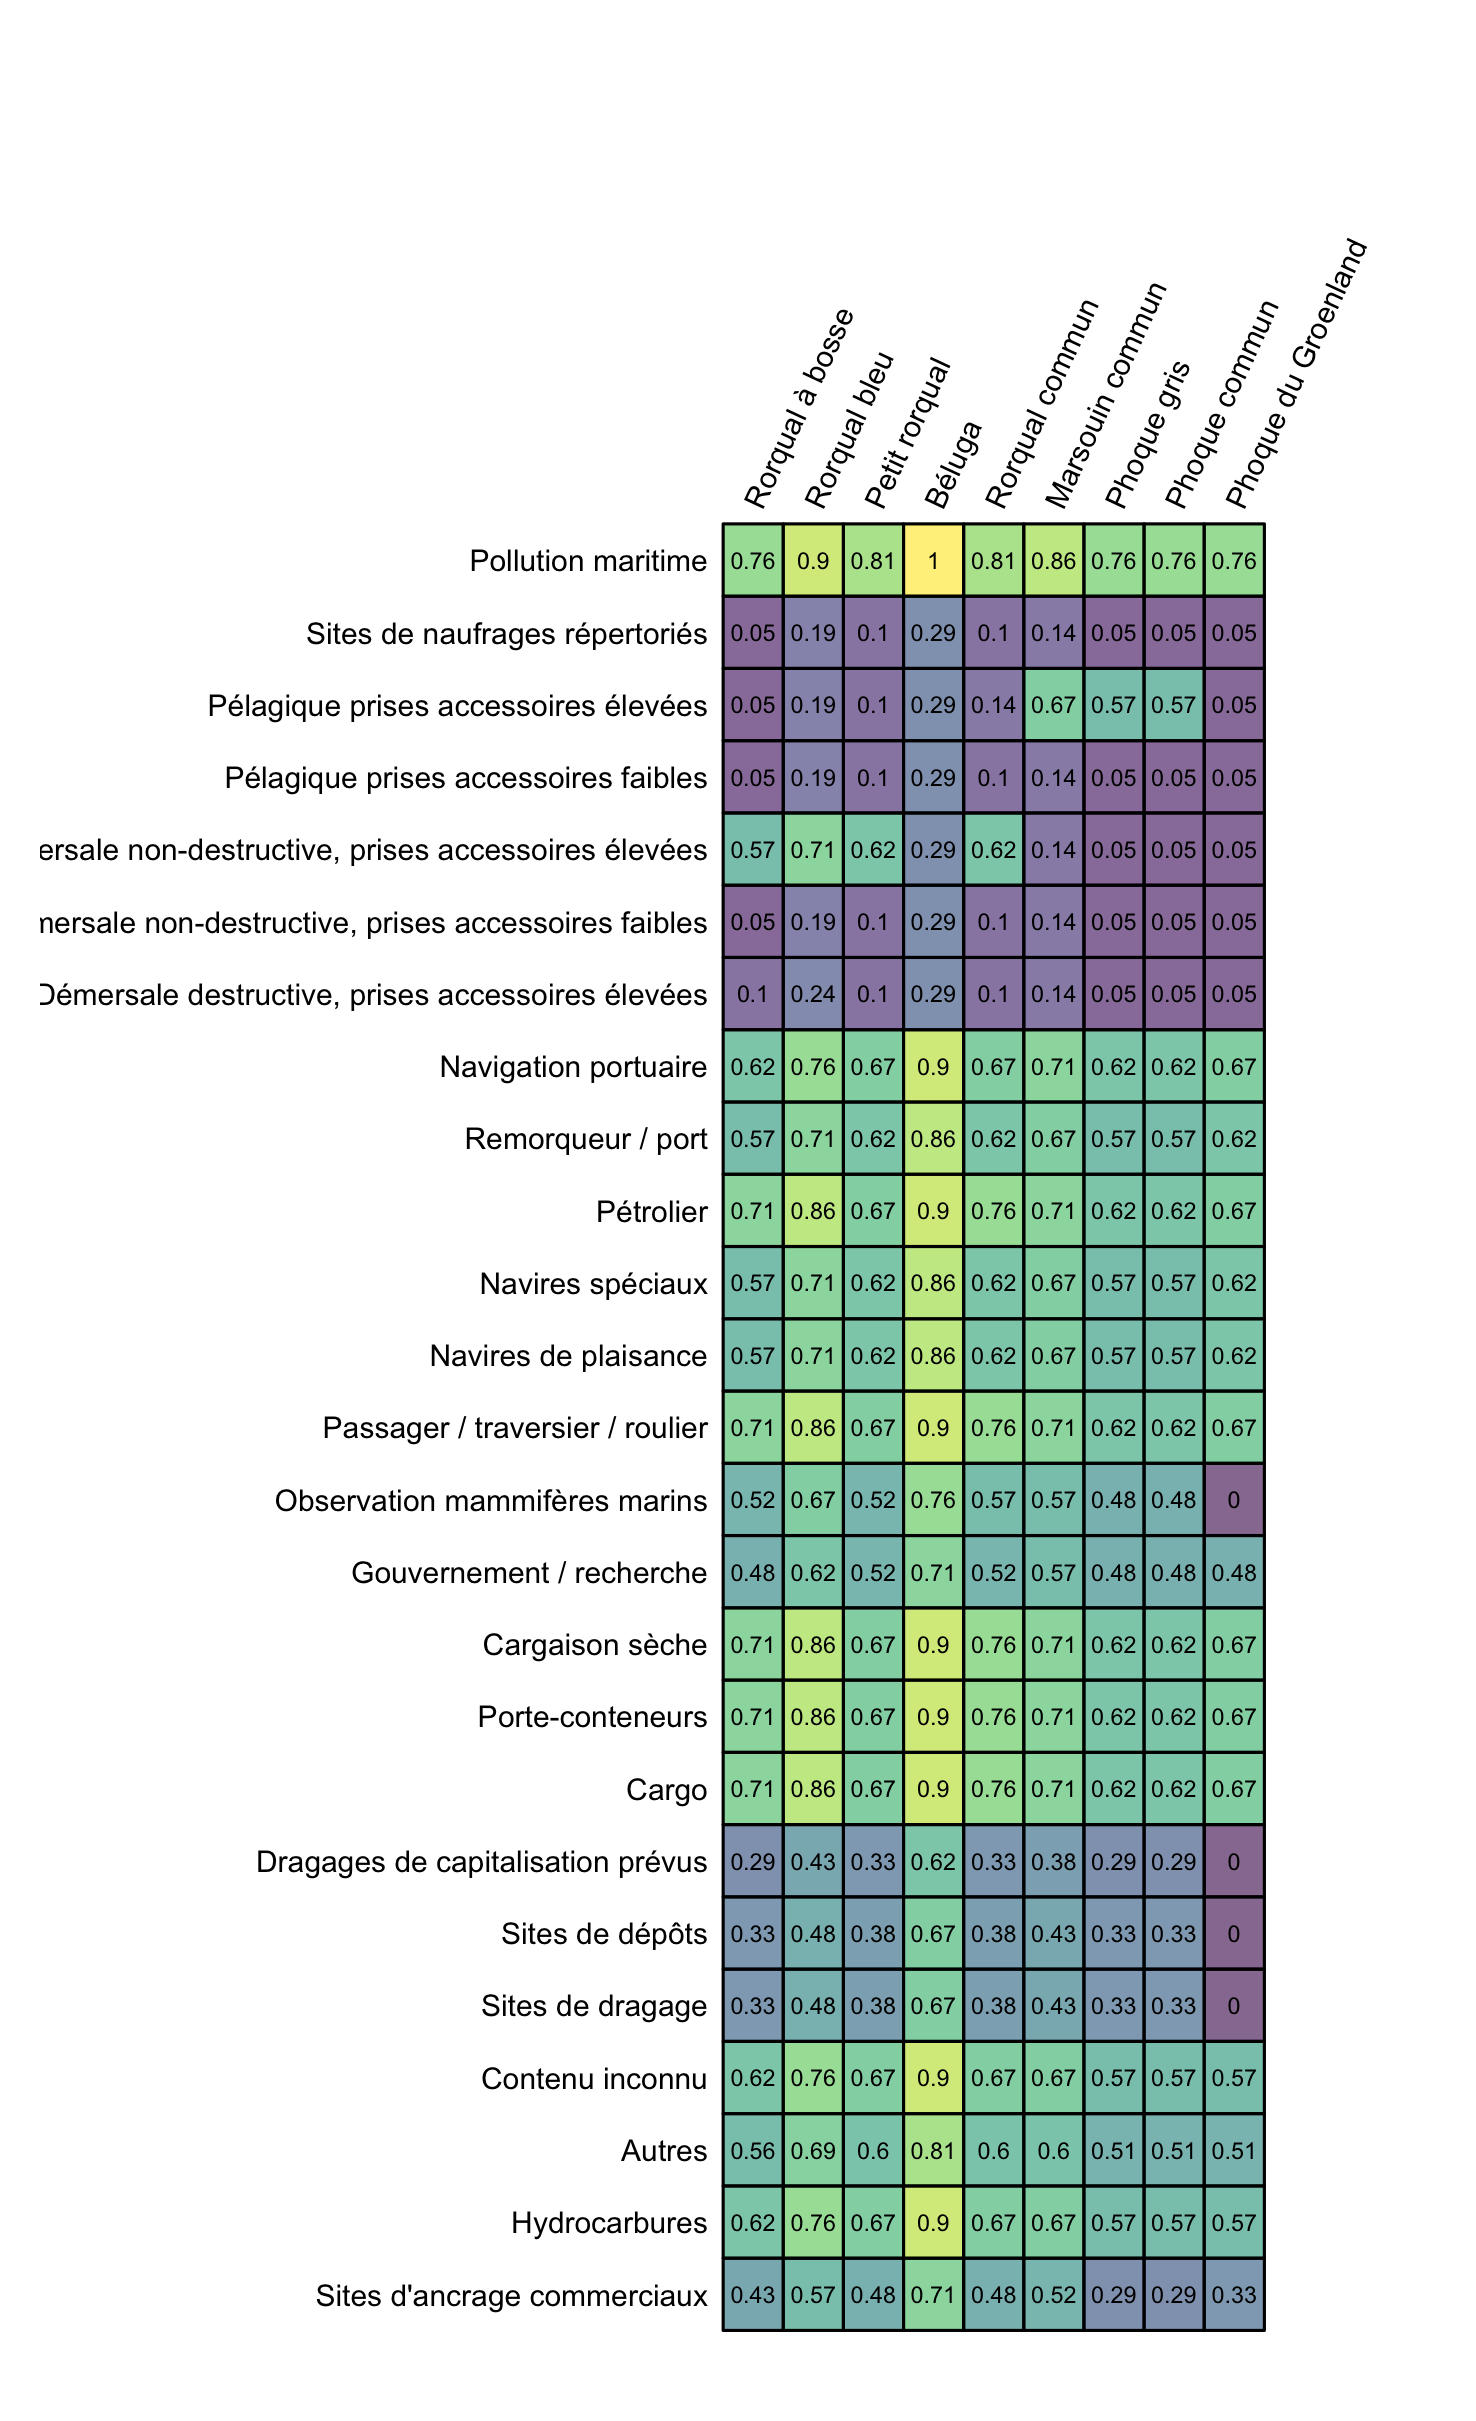 Rorqual à bosse
Rorqual bleu
Petit rorqual
Béluga
Rorqual commun
Marsouin commun
Phoque gris
Phoque commun
Phoque du Groenland
Pollution maritime 0.76 0.9 0.81 1 0.81 0.86 0.76 0.76 0.76
Sites de naufrages répertoriés 0.05 0.19 0.1 0.29 0.1 0.14 0.05 0.05 0.05
Pélagique prises accessoires élevées 0.05 0.19 0.1 0.29 0.14 0.67 0.57 0.57 0.05
Pélagique prises accessoires faibles 0.05 0.19 0.1 0.29 0.1 0.14 0.05 0.05 0.05
ersale non-destructive, prises accessoires élevées 0.57 0.71 0.62 0.29 0.62 0.14 0.05 0.05 0.05
mersale non-destructive, prises accessoires faibles 0.05 0.19 0.1 0.29 0.1 0.14 0.05 0.05 0.05
Démersale destructive, prises accessoires élevées 0.1 0.24 0.1 0.29 0.1 0.14 0.05 0.05 0.05
Navigation portuaire 0.62 0.76 0.67 0.9 0.67 0.71 0.62 0.62 0.67
Remorqueur / port 0.57 0.71 0.62 0.86 0.62 0.67 0.57 0.57 0.62
Pétrolier 0.71 0.86 0.67 0.9 0.76 0.71 0.62 0.62 0.67
Navires spéciaux 0.57 0.71 0.62 0.86 0.62 0.67 0.57 0.57 0.62
Navires de plaisance 0.57 0.71 0.62 0.86 0.62 0.67 0.57 0.57 0.62
Passager / traversier / roulier 0.71 0.86 0.67 0.9 0.76 0.71 0.62 0.62 0.67
Observation mammifères marins 0.52 0.67 0.52 0.76 0.57 0.57 0.48 0.48 0
Gouvernement / recherche 0.48 0.62 0.52 0.71 0.52 0.57 0.48 0.48 0.48
Cargaison sèche 0.71 0.86 0.67 0.9 0.76 0.71 0.62 0.62 0.67
Porte-conteneurs 0.71 0.86 0.67 0.9 0.76 0.71 0.62 0.62 0.67
Cargo 0.71 0.86 0.67 0.9 0.76 0.71 0.62 0.62 0.67
Dragages de capitalisation prévus 0.29 0.43 0.33 0.62 0.33 0.38 0.29 0.29 0
Sites de dépôts 0.33 0.48 0.38 0.67 0.38 0.43 0.33 0.33 0
Sites de dragage 0.33 0.48 0.38 0.67 0.38 0.43 0.33 0.33 0
Contenu inconnu 0.62 0.76 0.67 0.9 0.67 0.67 0.57 0.57 0.57
Autres 0.56 0.69 0.6 0.81 0.6 0.6 0.51 0.51 0.51
Hydrocarbures 0.62 0.76 0.67 0.9 0.67 0.67 0.57 0.57 0.57
Sites d'ancrage commerciaux 0.43 0.57 0.48 0.71 0.48 0.52 0.29 0.29 0.33